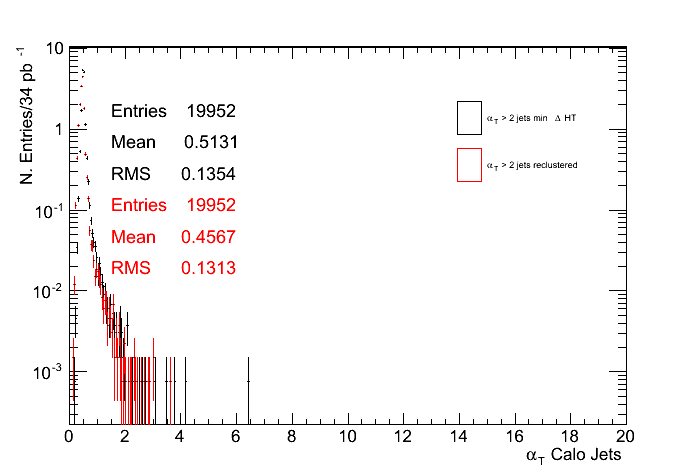 N. Entries/34 pb⁻¹
10
1
10⁻¹
10⁻²
10⁻³
Entries 19952
Mean 0.5131
RMS 0.1354
Entries 19952
Mean 0.4567
RMS 0.1313
α_T > 2 jets min Δ HT
α_T > 2 jets reclustered
0 2 4 6 8 10 12 14 16 18 20
α_T Calo Jets